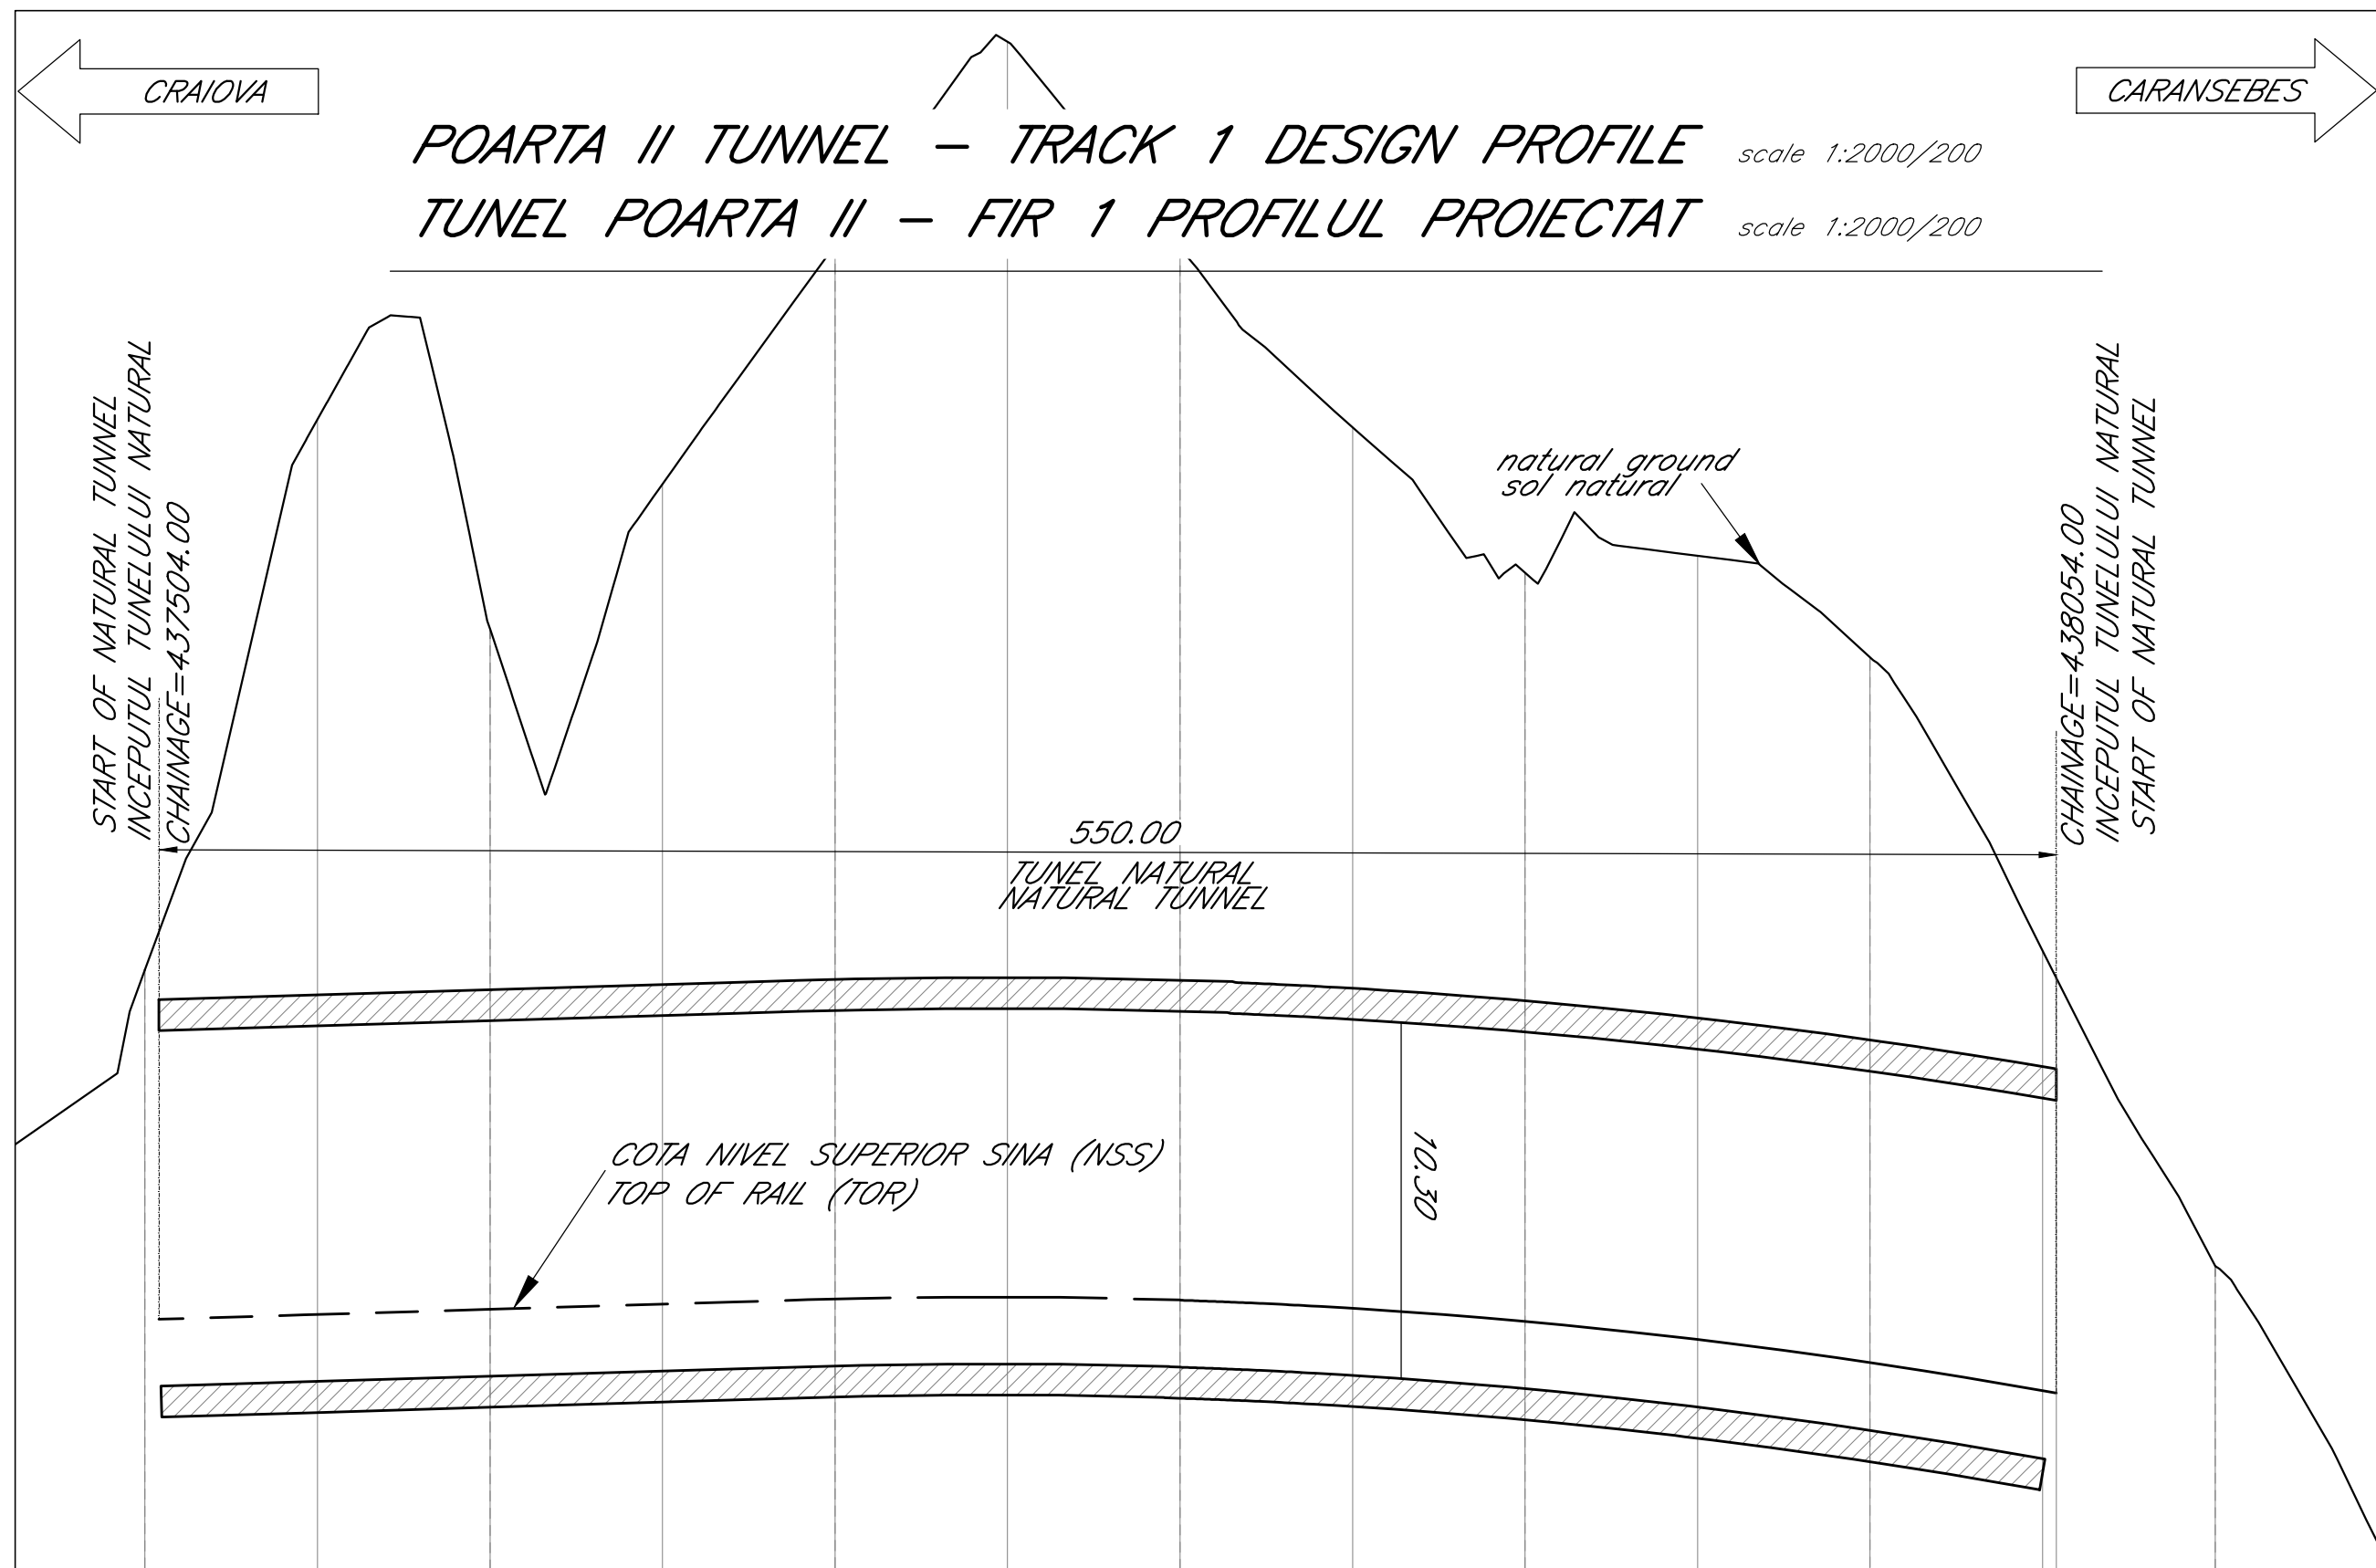 CRAIOVA
CARANSEBES
POARTA II TUNNEL - TRACK 1 DESIGN PROFILE scale 1:2000/200
TUNEL POARTA II - FIR 1 PROFILUL PROIECTAT scale 1:2000/200
START OF NATURAL TUNNEL
INCEPUTUL TUNELULUI NATURAL
CHAINAGE=437504.00
natural ground
sol natural
CHAINAGE=438054.00
INCEPUTUL TUNELULUI NATURAL
START OF NATURAL TUNNEL
550.00
TUNEL NATURAL
NATURAL TUNNEL
COTA NIVEL SUPERIOR SINA (NSS)
TOP OF RAIL (TOR)
10.30